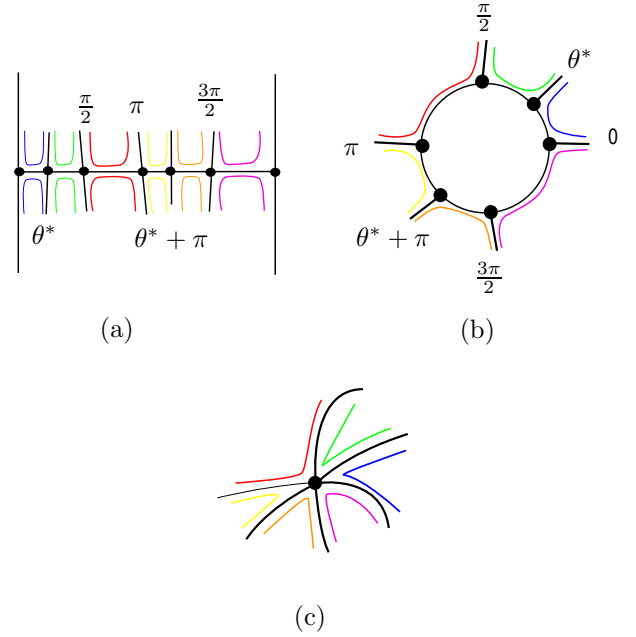 π/2 π 3π/2
θ* θ* + π
(a)
π/2
θ*
π 0
θ* + π
3π/2
(b)
(c)